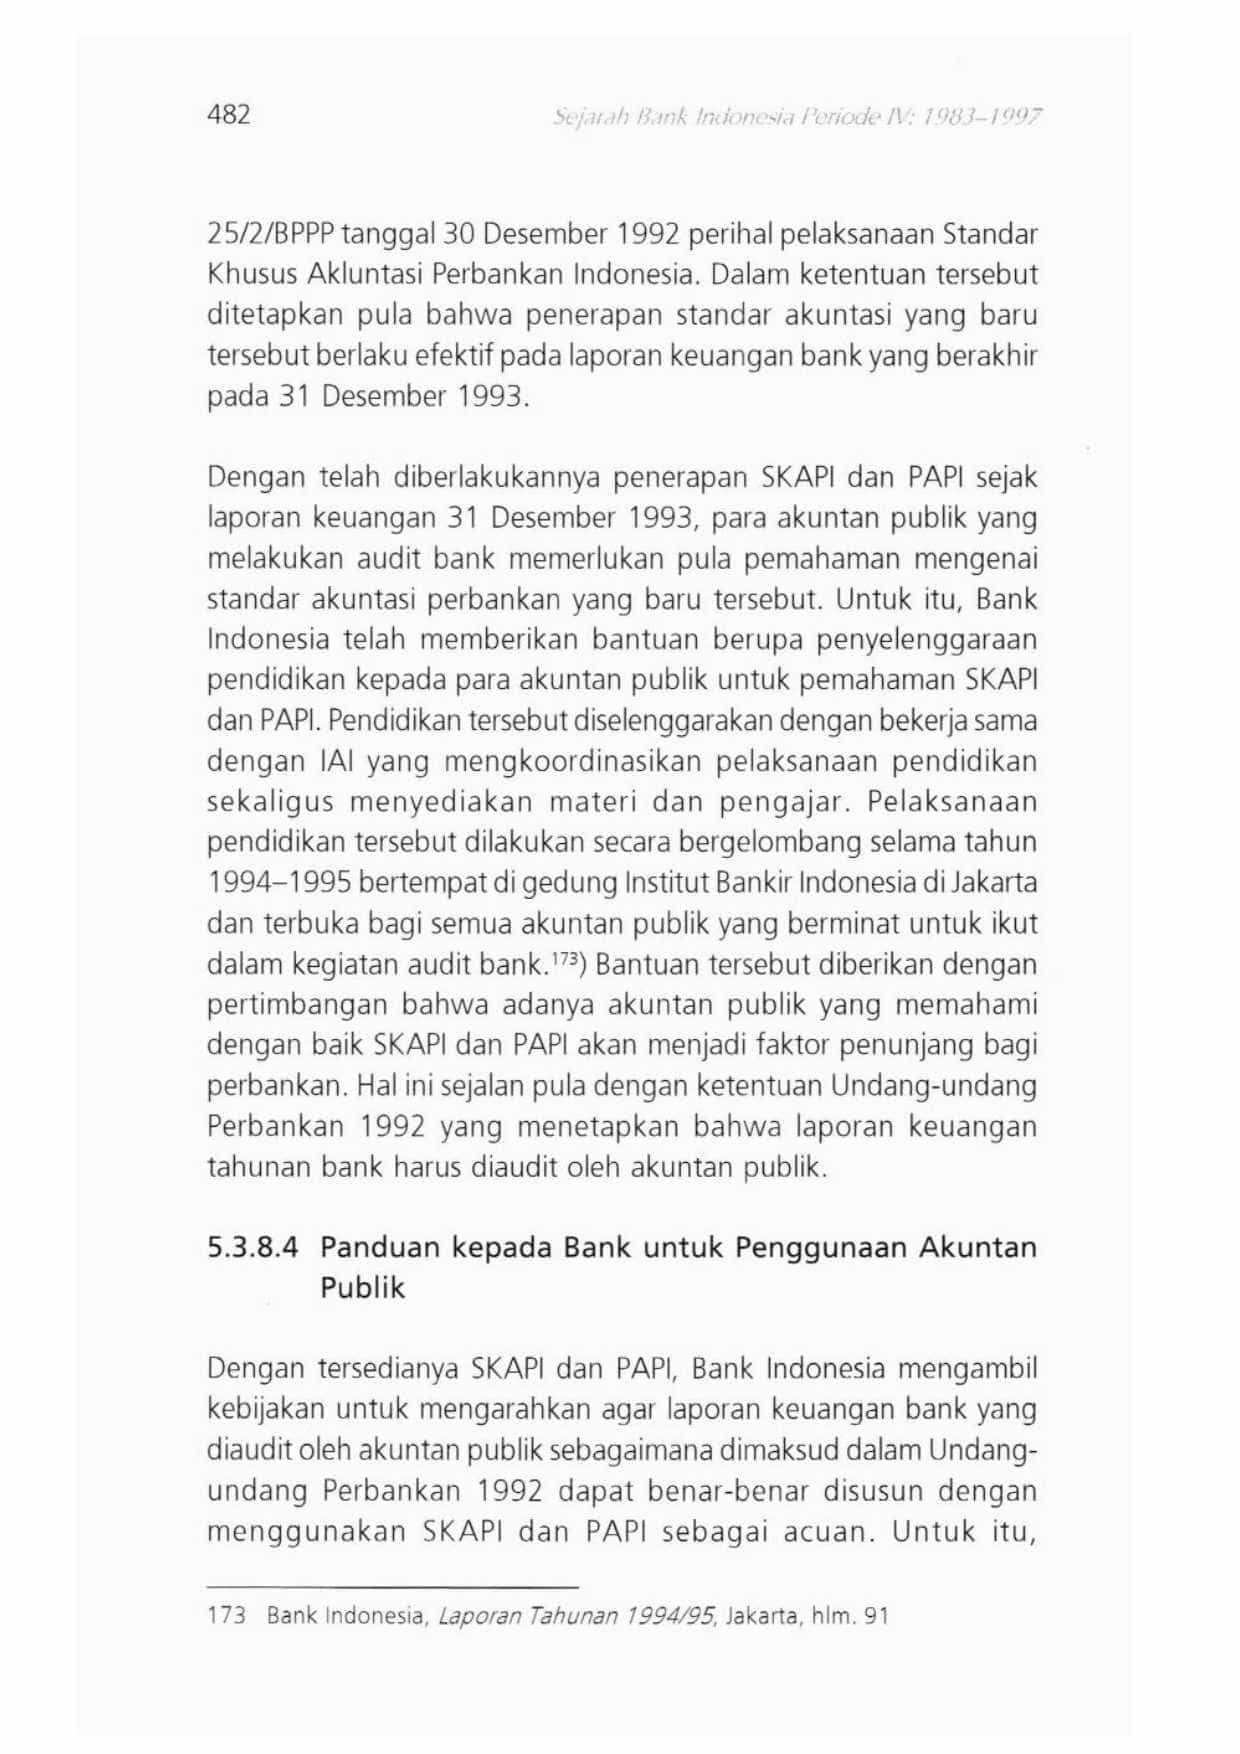 482
Sejarah Bank Indonesia Periode IV: 1983–1997
25/2/BPPP tanggal 30 Desember 1992 perihal pelaksanaan Standar
Khusus Akluntasi Perbankan Indonesia. Dalam ketentuan tersebut
ditetapkan pula bahwa penerapan standar akuntasi yang baru
tersebut berlaku efektif pada laporan keuangan bank yang berakhir
pada 31 Desember 1993.
Dengan telah diberlakukannya penerapan SKAPI dan PAPI sejak
laporan keuangan 31 Desember 1993, para akuntan publik yang
melakukan audit bank memerlukan pula pemahaman mengenai
standar akuntasi perbankan yang baru tersebut. Untuk itu, Bank
Indonesia telah memberikan bantuan berupa penyelenggaraan
pendidikan kepada para akuntan publik untuk pemahaman SKAPI
dan PAPI. Pendidikan tersebut diselenggarakan dengan bekerja sama
dengan IAI yang mengkoordinasikan pelaksanaan pendidikan
sekaligus menyediakan materi dan pengajar. Pelaksanaan
pendidikan tersebut dilakukan secara bergelombang selama tahun
1994–1995 bertempat di gedung Institut Bankir Indonesia di Jakarta
dan terbuka bagi semua akuntan publik yang berminat untuk ikut
dalam kegiatan audit bank.¹⁷³) Bantuan tersebut diberikan dengan
pertimbangan bahwa adanya akuntan publik yang memahami
dengan baik SKAPI dan PAPI akan menjadi faktor penunjang bagi
perbankan. Hal ini sejalan pula dengan ketentuan Undang-undang
Perbankan 1992 yang menetapkan bahwa laporan keuangan
tahunan bank harus diaudit oleh akuntan publik.
5.3.8.4 Panduan kepada Bank untuk Penggunaan Akuntan
Publik
Dengan tersedianya SKAPI dan PAPI, Bank Indonesia mengambil
kebijakan untuk mengarahkan agar laporan keuangan bank yang
diaudit oleh akuntan publik sebagaimana dimaksud dalam Undang-
undang Perbankan 1992 dapat benar-benar disusun dengan
menggunakan SKAPI dan PAPI sebagai acuan. Untuk itu,
173 Bank Indonesia, Laporan Tahunan 1994/95, Jakarta, hlm. 91